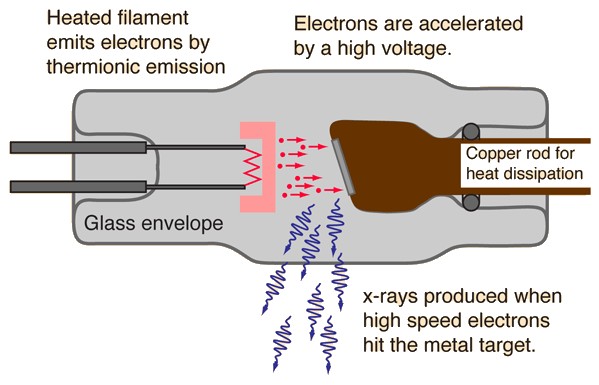 Heated filament
emits electrons by
thermionic emission
Electrons are accelerated
by a high voltage.
Copper rod for
heat dissipation
Glass envelope
x-rays produced when
high speed electrons
hit the metal target.